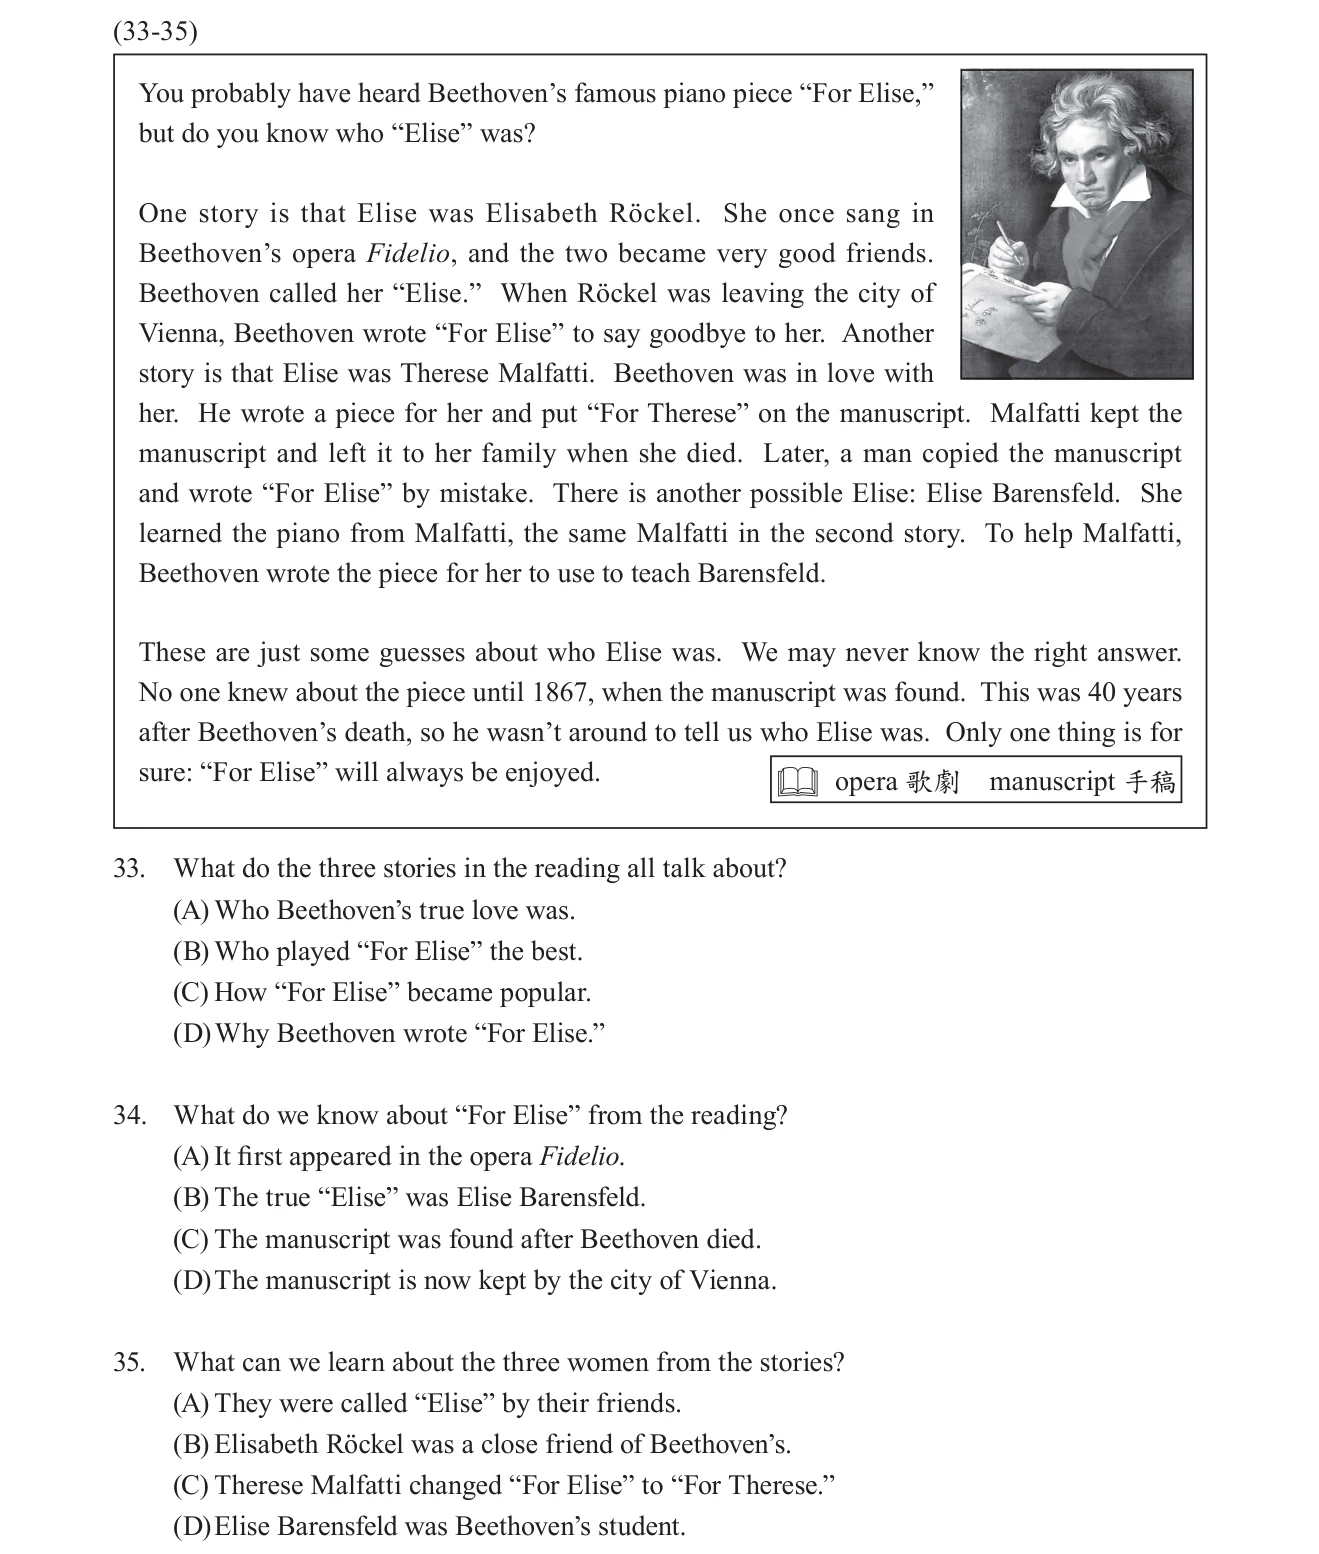 (33-35)
You probably have heard Beethoven’s famous piano piece “For Elise,”
but do you know who “Elise” was?
One story is that Elise was Elisabeth Röckel. She once sang in
Beethoven’s opera Fidelio, and the two became very good friends.
Beethoven called her “Elise.” When Röckel was leaving the city of
Vienna, Beethoven wrote “For Elise” to say goodbye to her. Another
story is that Elise was Therese Malfatti. Beethoven was in love with
her. He wrote a piece for her and put “For Therese” on the manuscript. Malfatti kept the
manuscript and left it to her family when she died. Later, a man copied the manuscript
and wrote “For Elise” by mistake. There is another possible Elise: Elise Barensfeld. She
learned the piano from Malfatti, the same Malfatti in the second story. To help Malfatti,
Beethoven wrote the piece for her to use to teach Barensfeld.
These are just some guesses about who Elise was. We may never know the right answer.
No one knew about the piece until 1867, when the manuscript was found. This was 40 years
after Beethoven’s death, so he wasn’t around to tell us who Elise was. Only one thing is for
sure: “For Elise” will always be enjoyed.
opera 歌劇 manuscript 手稿
33. What do the three stories in the reading all talk about?
(A) Who Beethoven’s true love was.
(B) Who played “For Elise” the best.
(C) How “For Elise” became popular.
(D) Why Beethoven wrote “For Elise.”
34. What do we know about “For Elise” from the reading?
(A) It first appeared in the opera Fidelio.
(B) The true “Elise” was Elise Barensfeld.
(C) The manuscript was found after Beethoven died.
(D) The manuscript is now kept by the city of Vienna.
35. What can we learn about the three women from the stories?
(A) They were called “Elise” by their friends.
(B) Elisabeth Röckel was a close friend of Beethoven’s.
(C) Therese Malfatti changed “For Elise” to “For Therese.”
(D) Elise Barensfeld was Beethoven’s student.